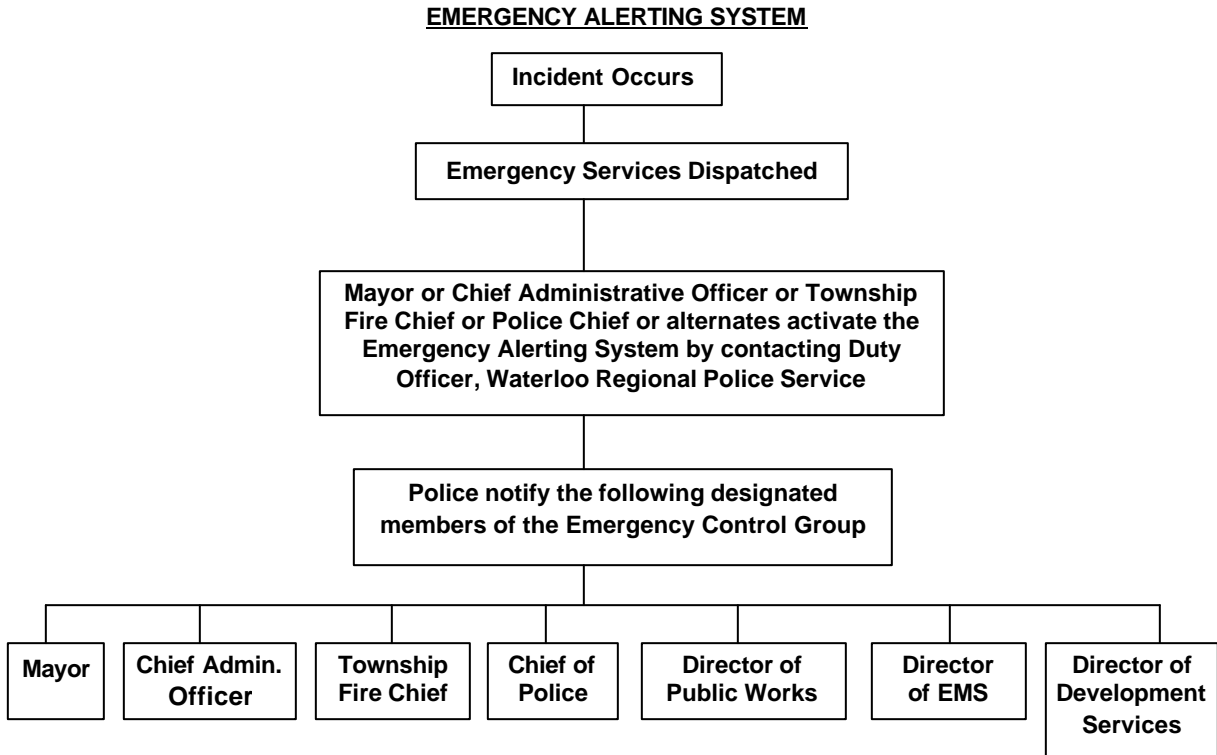 EMERGENCY ALERTING SYSTEM
Incident Occurs
Emergency Services Dispatched
Mayor or Chief Administrative Officer or Township
Fire Chief or Police Chief or alternates activate the
Emergency Alerting System by contacting Duty
Officer, Waterloo Regional Police Service
Police notify the following designated
members of the Emergency Control Group
Mayor
Chief Admin.
Officer
Township
Fire Chief
Chief of
Police
Director of
Public Works
Director
of EMS
Director of
Development
Services